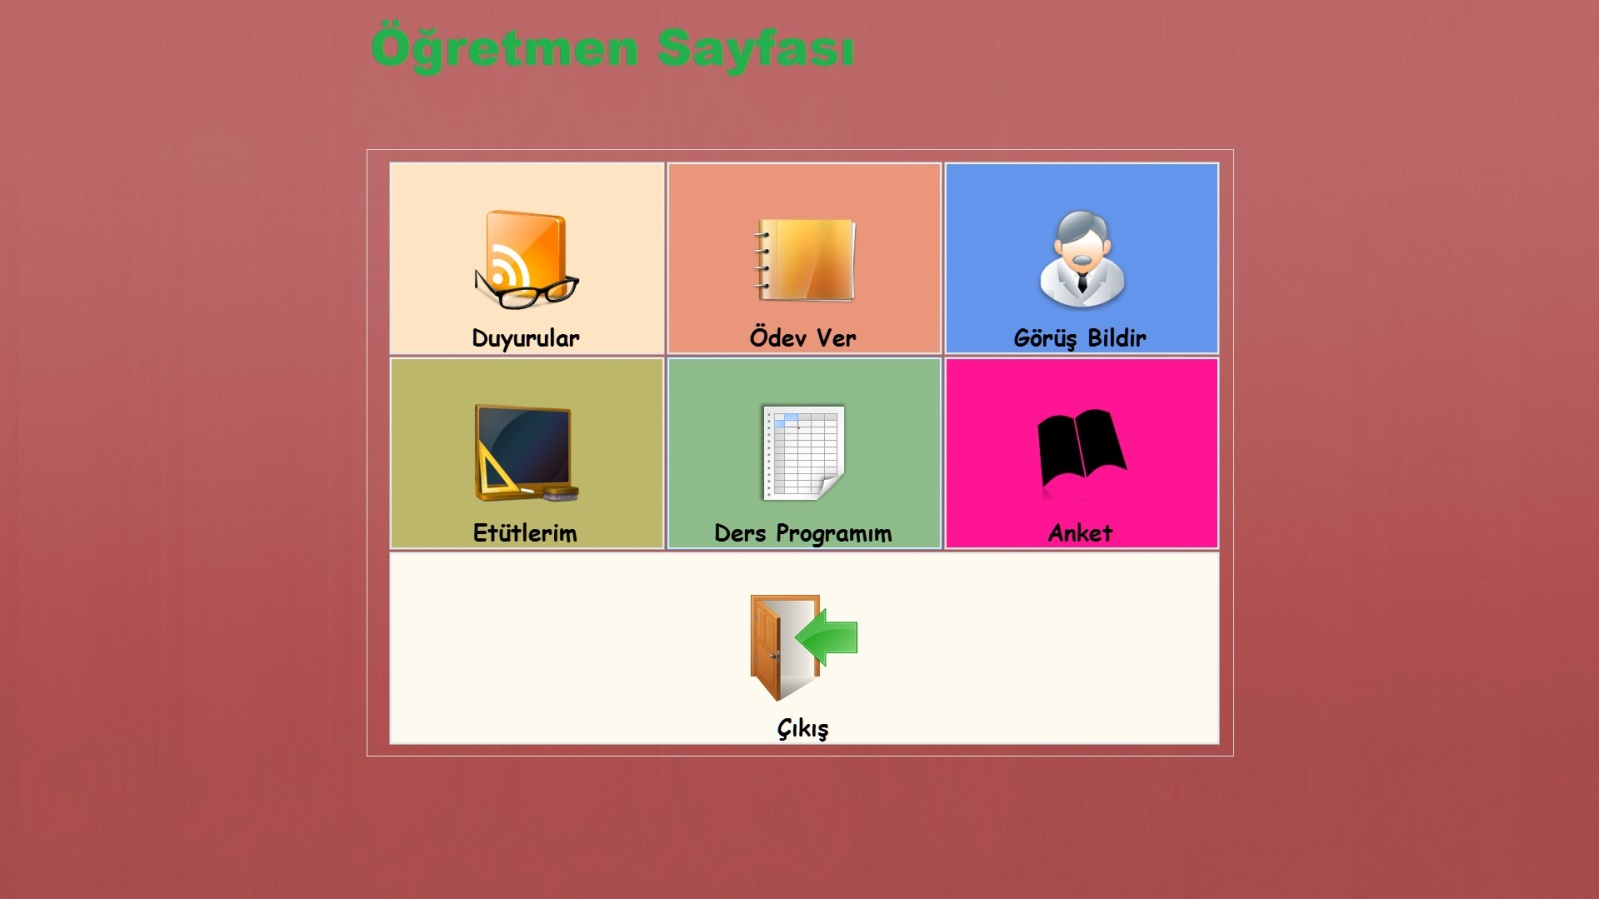 Öğretmen Sayfası
Duyurular
Ödev Ver
Görüş Bildir
Etütlerim
Ders Programım
Anket
Çıkış